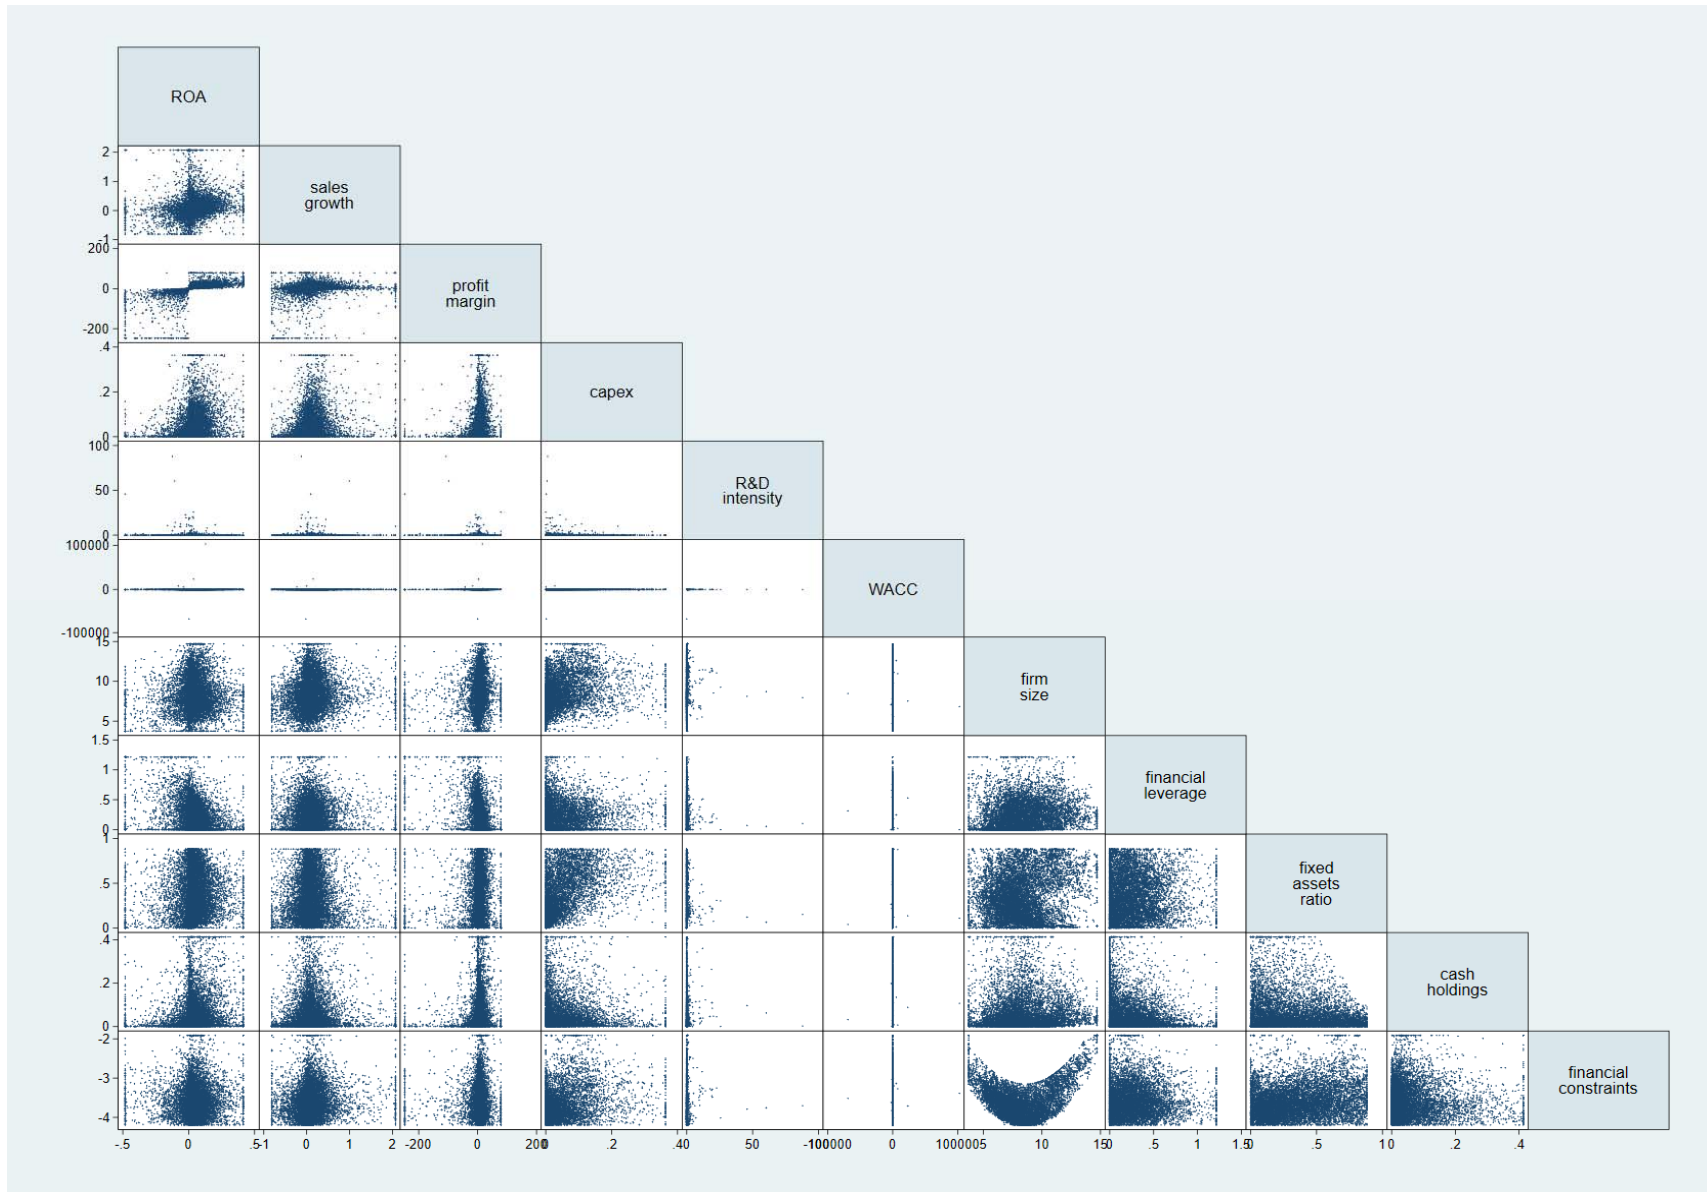 ROA
2
1
0
-1
sales
growth
200
0
-200
profit
margin
.4
.2
0
capex
100
50
0
R&D
intensity
100000
0
-100000
WACC
15
10
5
firm
size
1.5
1
.5
0
financial
leverage
1
.5
0
fixed
assets
ratio
.4
.2
0
cash
holdings
-2
-3
-4
financial
constraints
-.5 0 .5
-1 0 1 2
-200 0 200
0 .2 .4
0 50 100
-100000 0 100000
5 10 15
0 .5 1 1.5
0 .5 1
0 .2 .4